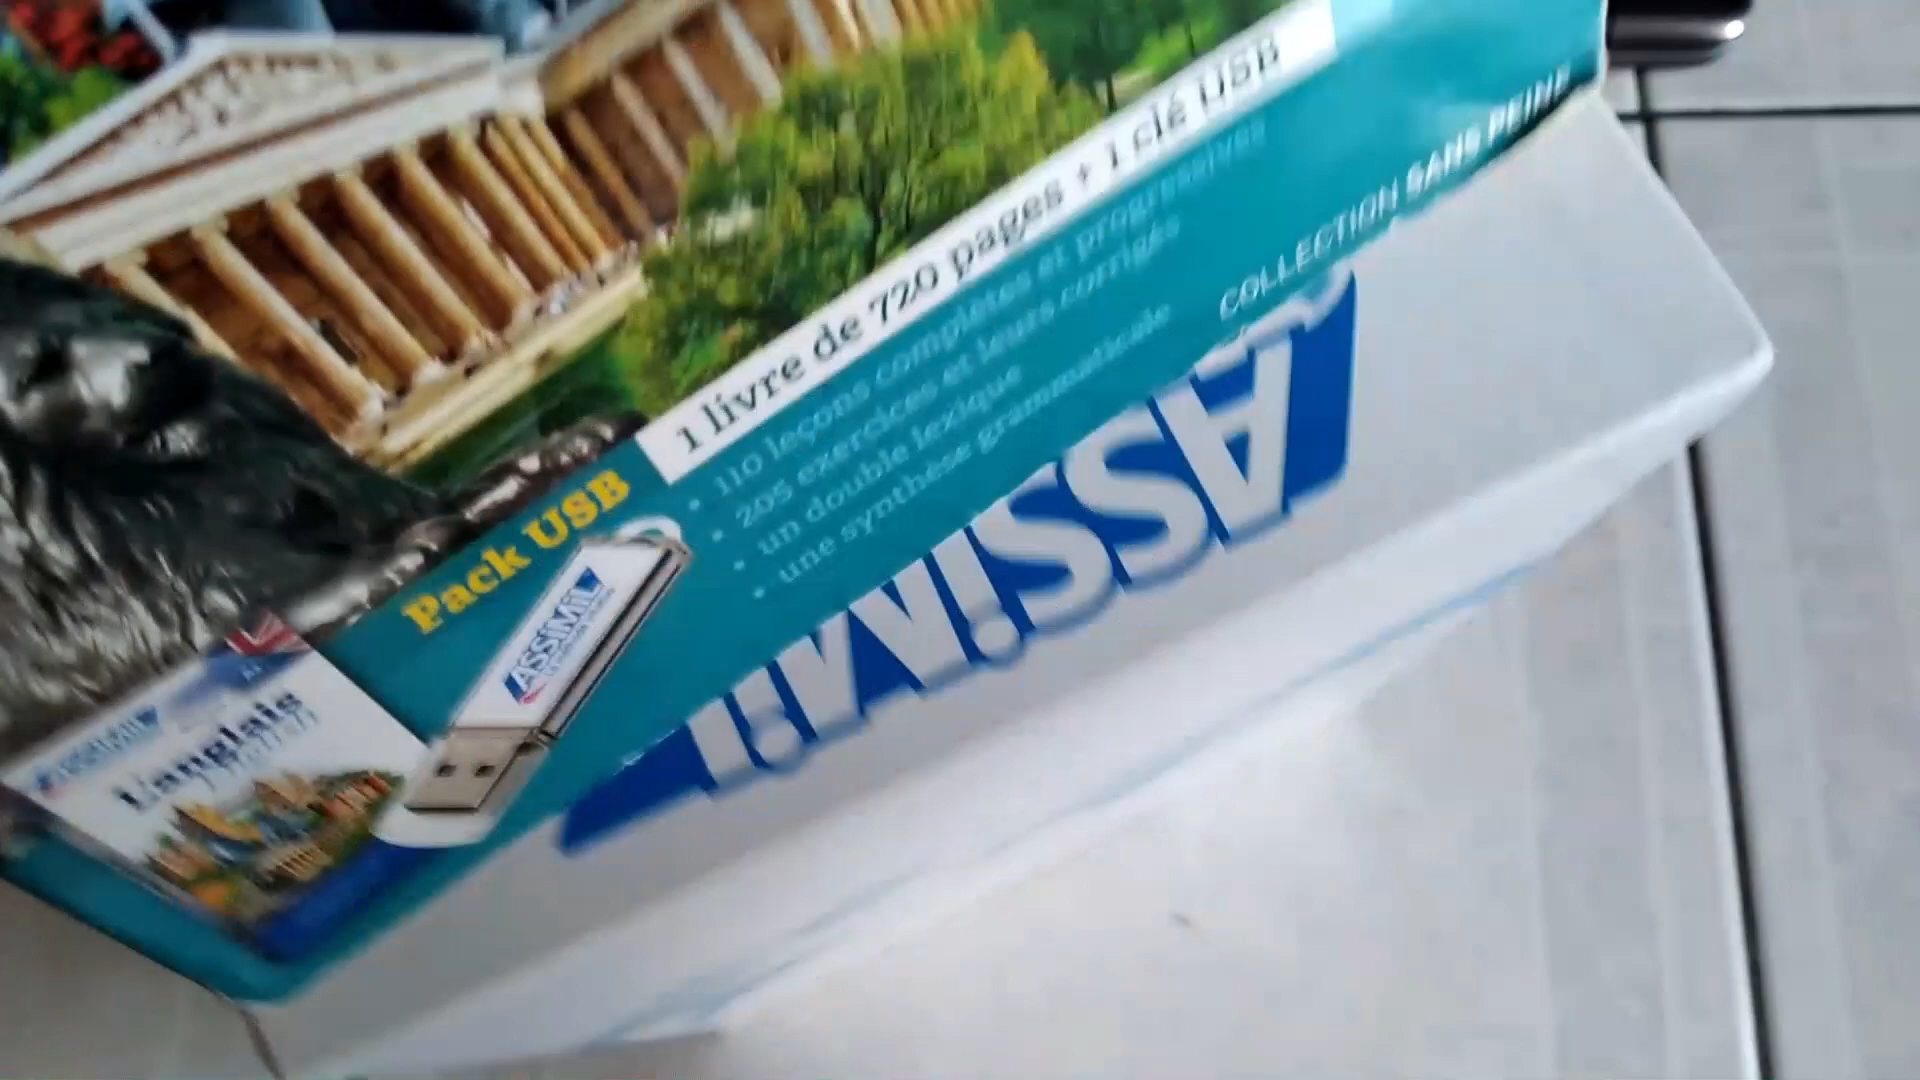 1 livre de 720 pages + 1 clé USB
• 110 leçons complètes et progressives
• 205 exercices et leurs corrigés
• un double lexique
• une synthèse grammaticale
COLLECTION SANS PEINE
Pack USB
ASSiMiL
ASSiMiL
L'anglais
ASSiMiL